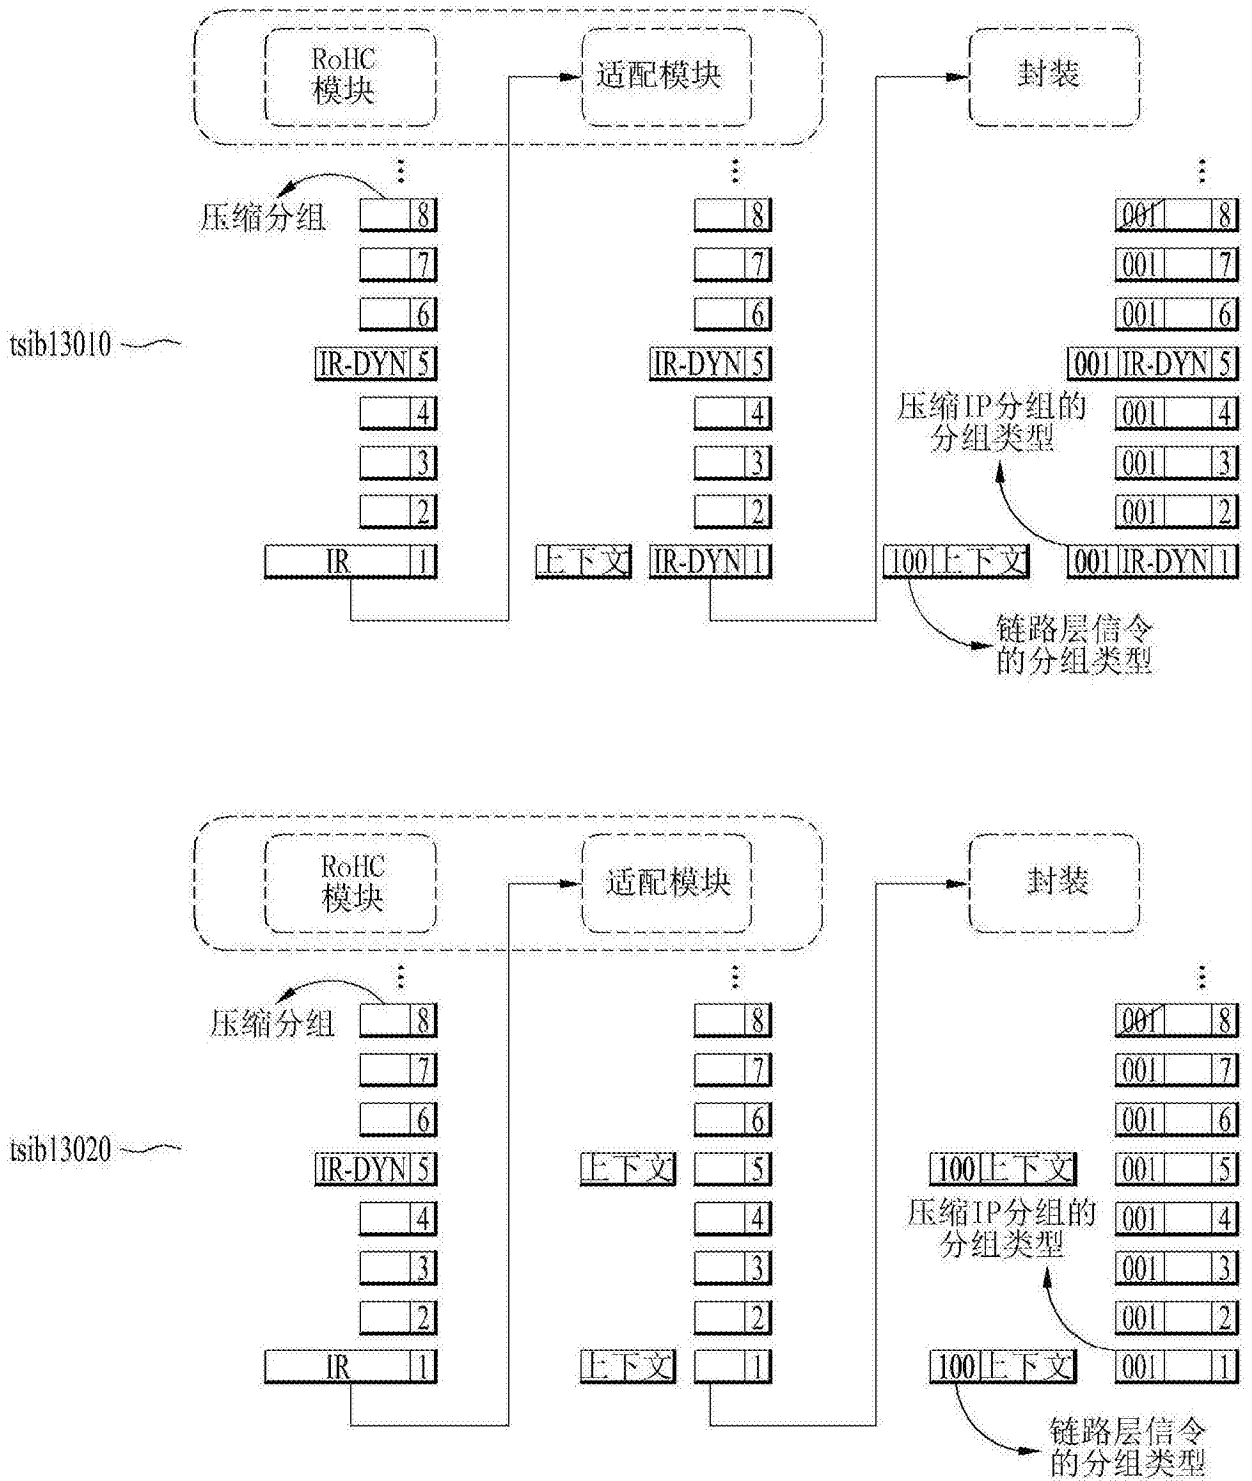 RoHC
模块
适配模块
封装
压缩分组
8
8
001 8
7
7
001 7
6
6
001 6
tsib13010
IR-DYN 5
IR-DYN 5
001 IR-DYN 5
压缩IP分组的
分组类型
4
4
001 4
3
3
001 3
2
2
001 2
IR 1
上下文
IR-DYN 1
100 上下文
001 IR-DYN 1
链路层信令
的分组类型
RoHC
模块
适配模块
封装
压缩分组
8
8
001 8
7
7
001 7
6
6
001 6
tsib13020
IR-DYN 5
上下文
5
100 上下文
001 5
压缩IP分组的
分组类型
4
4
001 4
3
3
001 3
2
2
001 2
IR 1
上下文
1
100 上下文
001 1
链路层信令
的分组类型